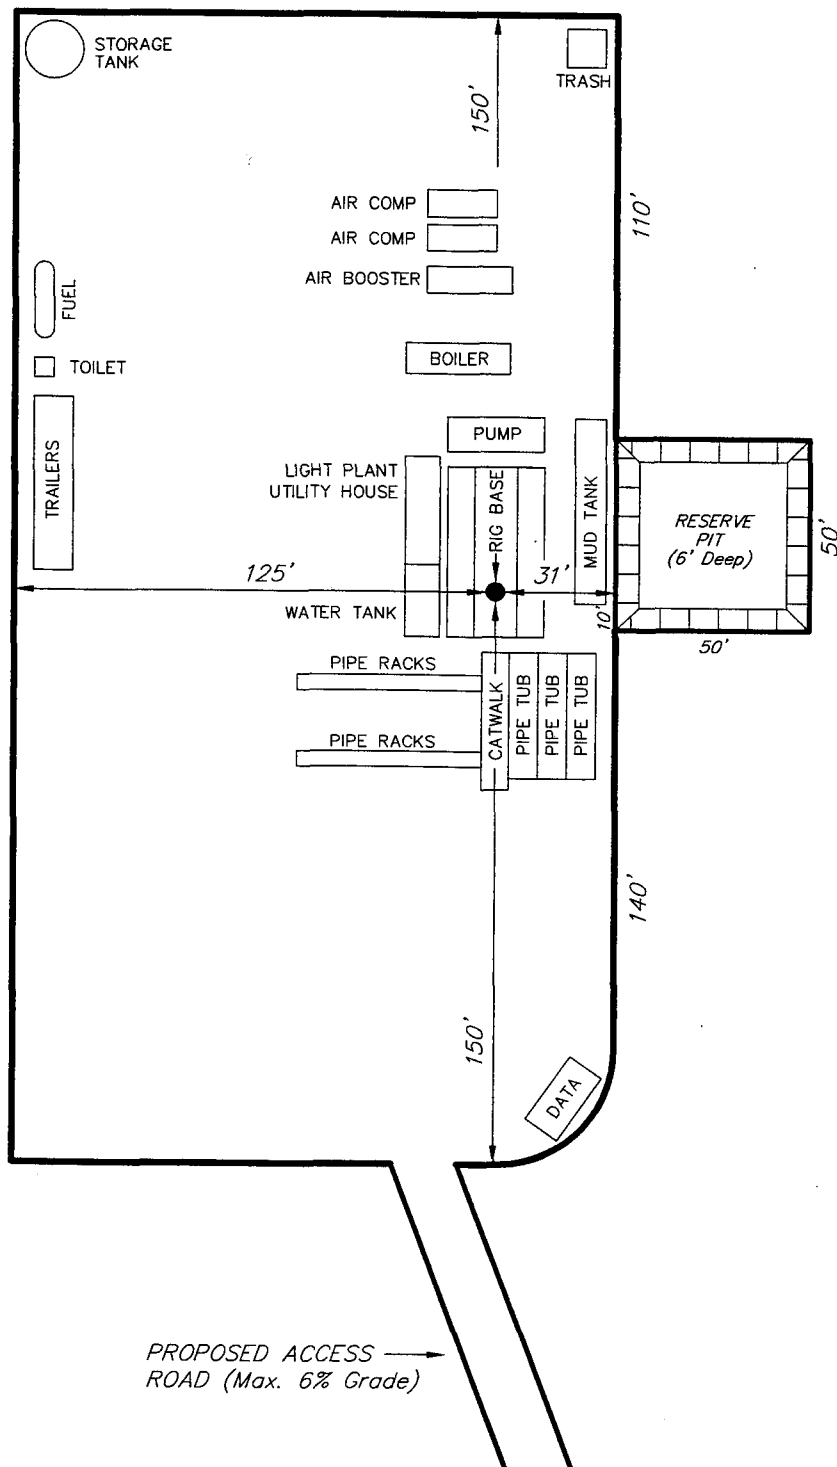 STORAGE
TANK
TRASH
150'
110'
AIR COMP
AIR COMP
AIR BOOSTER
FUEL
TOILET
BOILER
TRAILERS
PUMP
LIGHT PLANT
UTILITY HOUSE
RIG BASE
MUD TANK
RESERVE
PIT
(6' Deep)
50'
125'
31'
WATER TANK
10'
50'
PIPE RACKS
CATWALK
PIPE TUB
PIPE TUB
PIPE TUB
PIPE RACKS
140'
150'
DATA
PROPOSED ACCESS
ROAD (Max. 6% Grade)